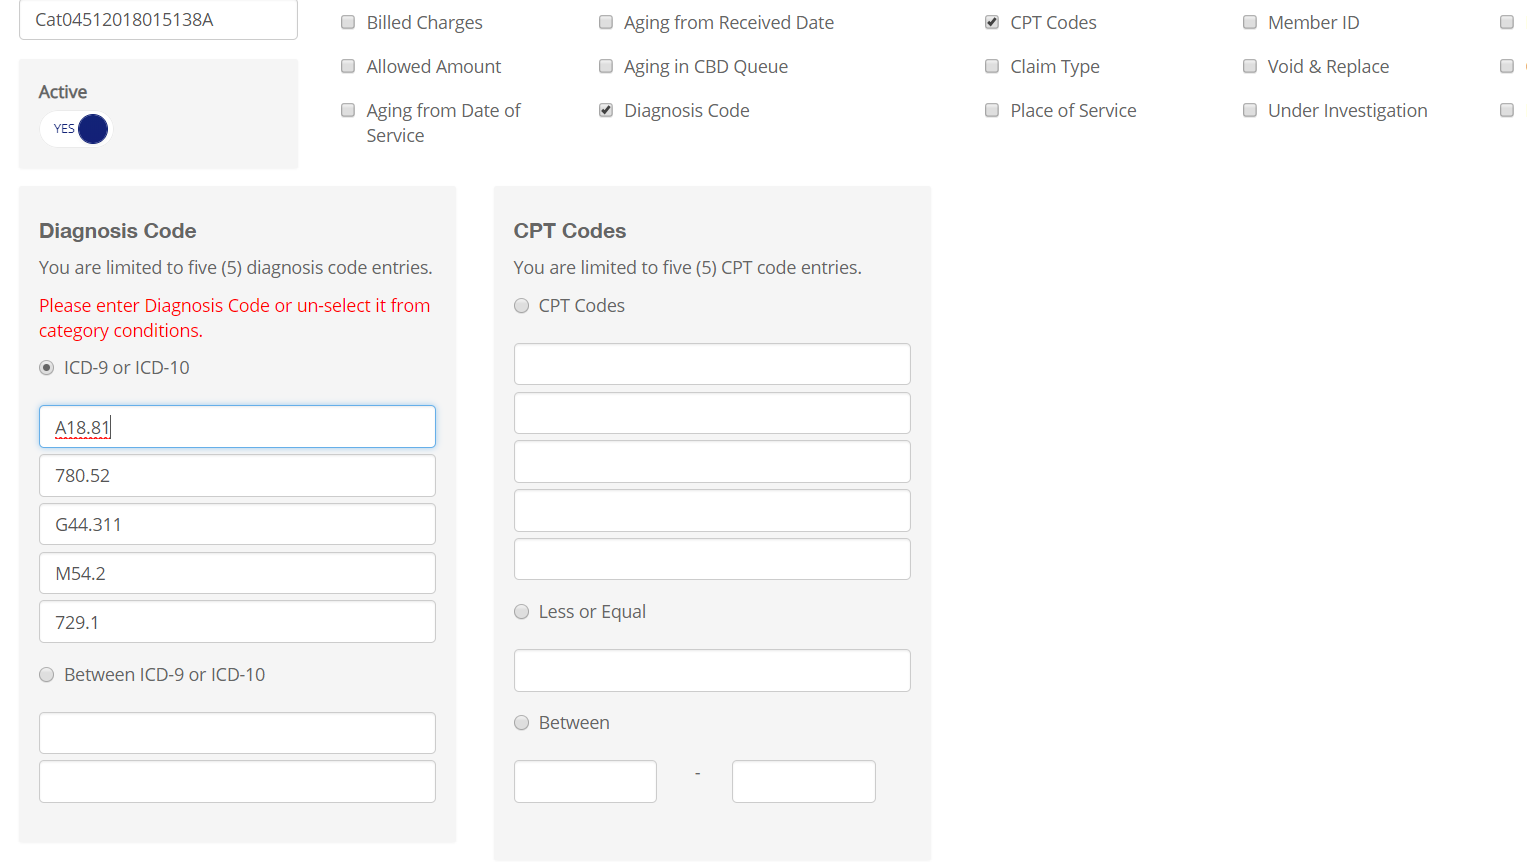 Cat04512018015138A
Billed Charges
Aging from Received Date
CPT Codes
Member ID
Allowed Amount
Aging in CBD Queue
Claim Type
Void & Replace
Active
YES
Aging from Date of
Service
Diagnosis Code
Place of Service
Under Investigation
Diagnosis Code
You are limited to five (5) diagnosis code entries.
Please enter Diagnosis Code or un-select it from
category conditions.
ICD-9 or ICD-10
A18.81
780.52
G44.311
M54.2
729.1
Between ICD-9 or ICD-10
CPT Codes
You are limited to five (5) CPT code entries.
CPT Codes
Less or Equal
Between
-